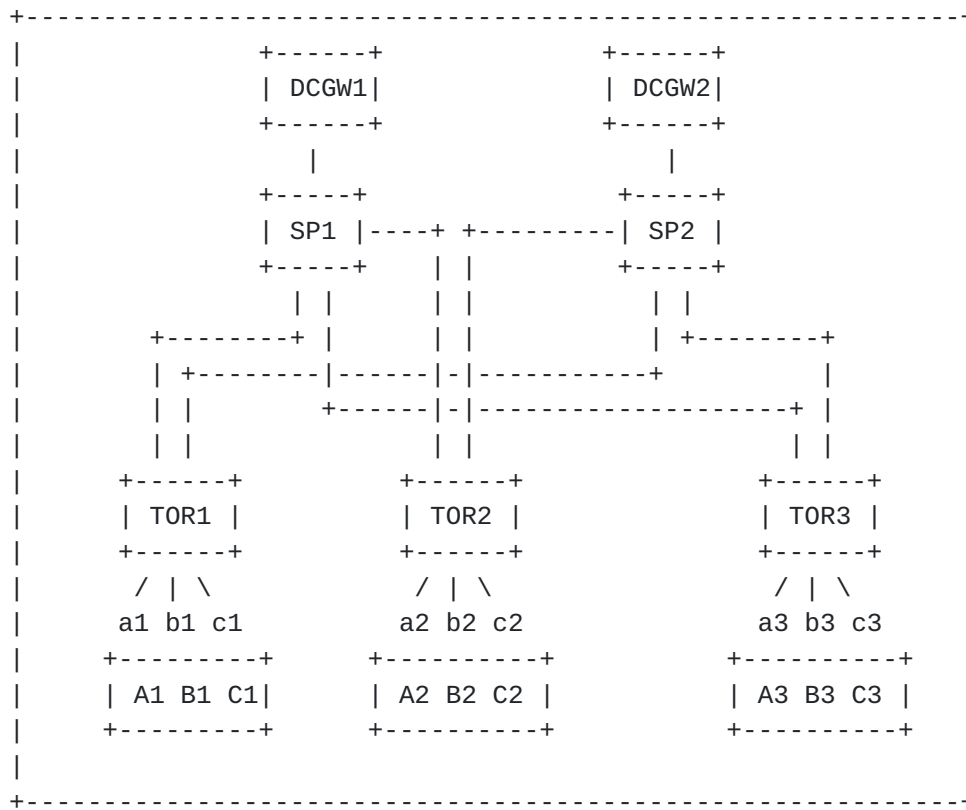 DCGW1 DCGW2
SP1 SP2
TOR1 TOR2 TOR3
a1 b1 c1 a2 b2 c2 a3 b3 c3
A1 B1 C1 A2 B2 C2 A3 B3 C3